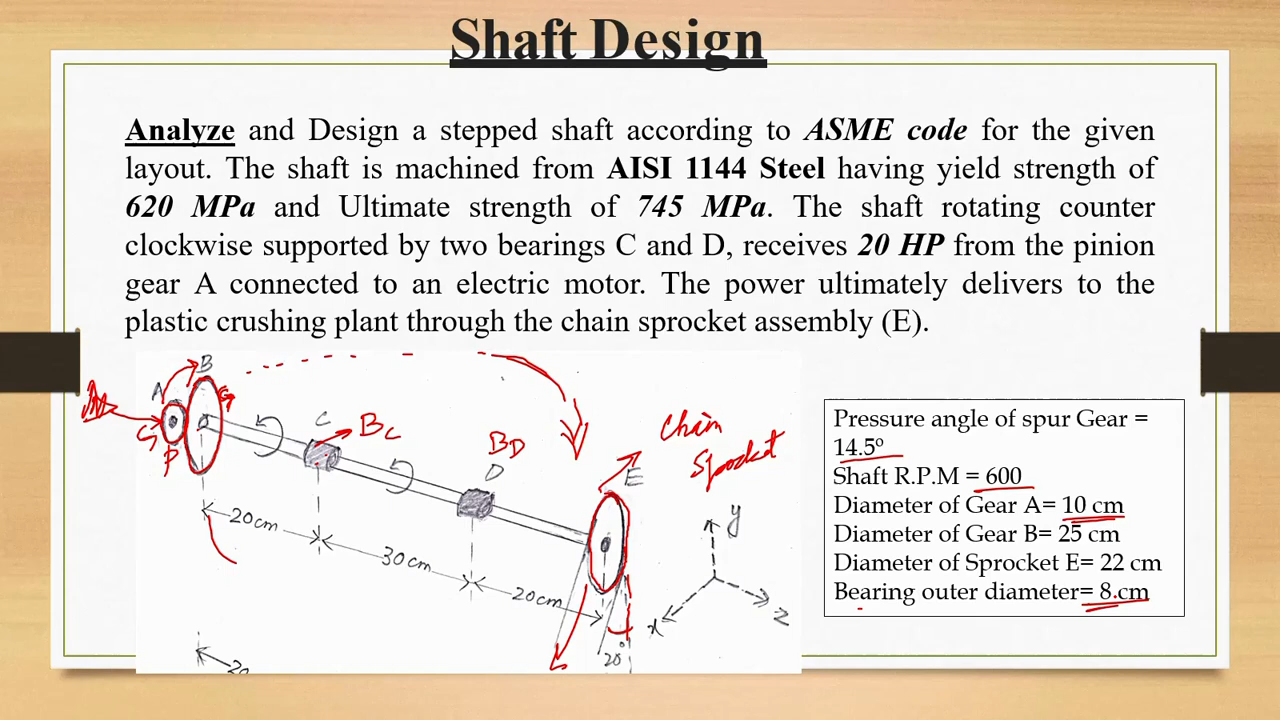 Shaft Design
Analyze and Design a stepped shaft according to ASME code for the given
layout. The shaft is machined from AISI 1144 Steel having yield strength of
620 MPa and Ultimate strength of 745 MPa. The shaft rotating counter
clockwise supported by two bearings C and D, receives 20 HP from the pinion
gear A connected to an electric motor. The power ultimately delivers to the
plastic crushing plant through the chain sprocket assembly (E).
B
A
G
P
C
BC
BD
D
E
Chain
Sprocket
20cm
30cm
20cm
20°
y
x
z
Pressure angle of spur Gear =
14.5º
Shaft R.P.M = 600
Diameter of Gear A= 10 cm
Diameter of Gear B= 25 cm
Diameter of Sprocket E= 22 cm
Bearing outer diameter= 8.cm